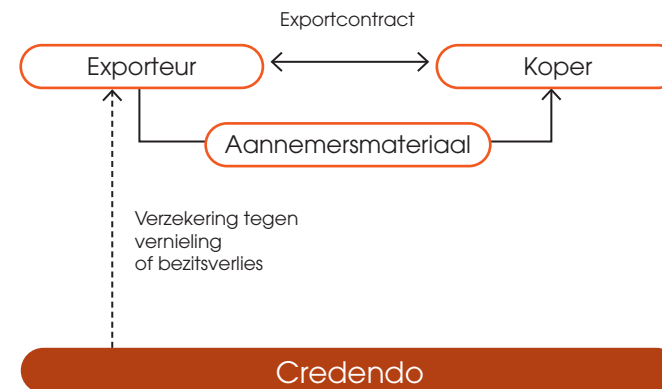 Exportcontract
Exporteur
Koper
Aannemersmateriaal
Verzekering tegen
vernieling
of bezitsverlies
Credendo